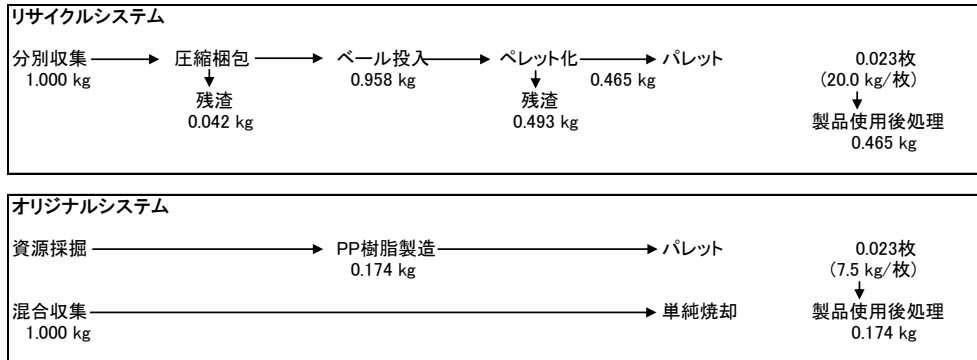 リサイクルシステム
分別収集 圧縮梱包 ベール投入 ペレット化 パレット 0.023枚
1.000 kg 0.958 kg 0.465 kg (20.0 kg/枚)
残渣 残渣 製品使用後処理
0.042 kg 0.493 kg 0.465 kg
オリジナルシステム
資源採掘 PP樹脂製造 パレット 0.023枚
0.174 kg (7.5 kg/枚)
混合収集 単純焼却 製品使用後処理
1.000 kg 0.174 kg